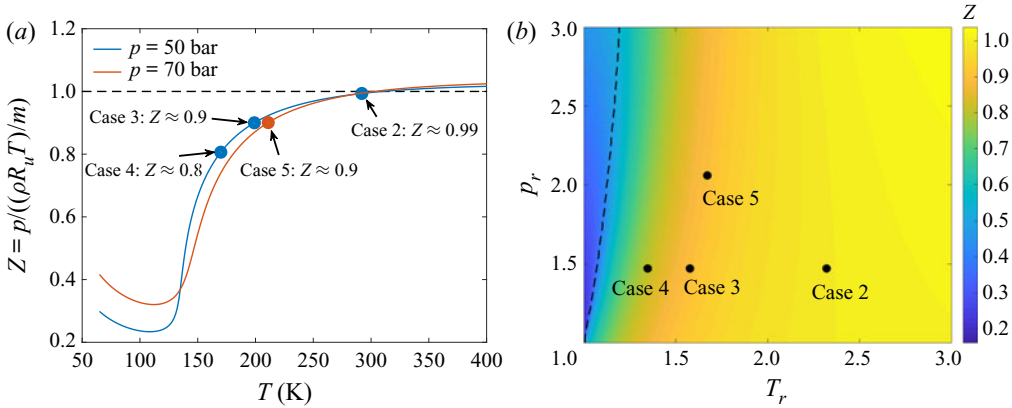 (a)
1.2
1.0
0.8
0.6
0.4
0.2
Z = p/((ρR_uT)/m)
p = 50 bar
p = 70 bar
Case 3: Z ≈ 0.9
Case 4: Z ≈ 0.8
Case 5: Z ≈ 0.9
Case 2: Z ≈ 0.99
50 100 150 200 250 300 350 400
T (K)
(b)
3.0
2.5
2.0
1.5
1.0
p_r
Case 5
Case 4
Case 3
Case 2
1.0 1.5 2.0 2.5 3.0
T_r
Z
1.0
0.9
0.8
0.7
0.6
0.5
0.4
0.3
0.2